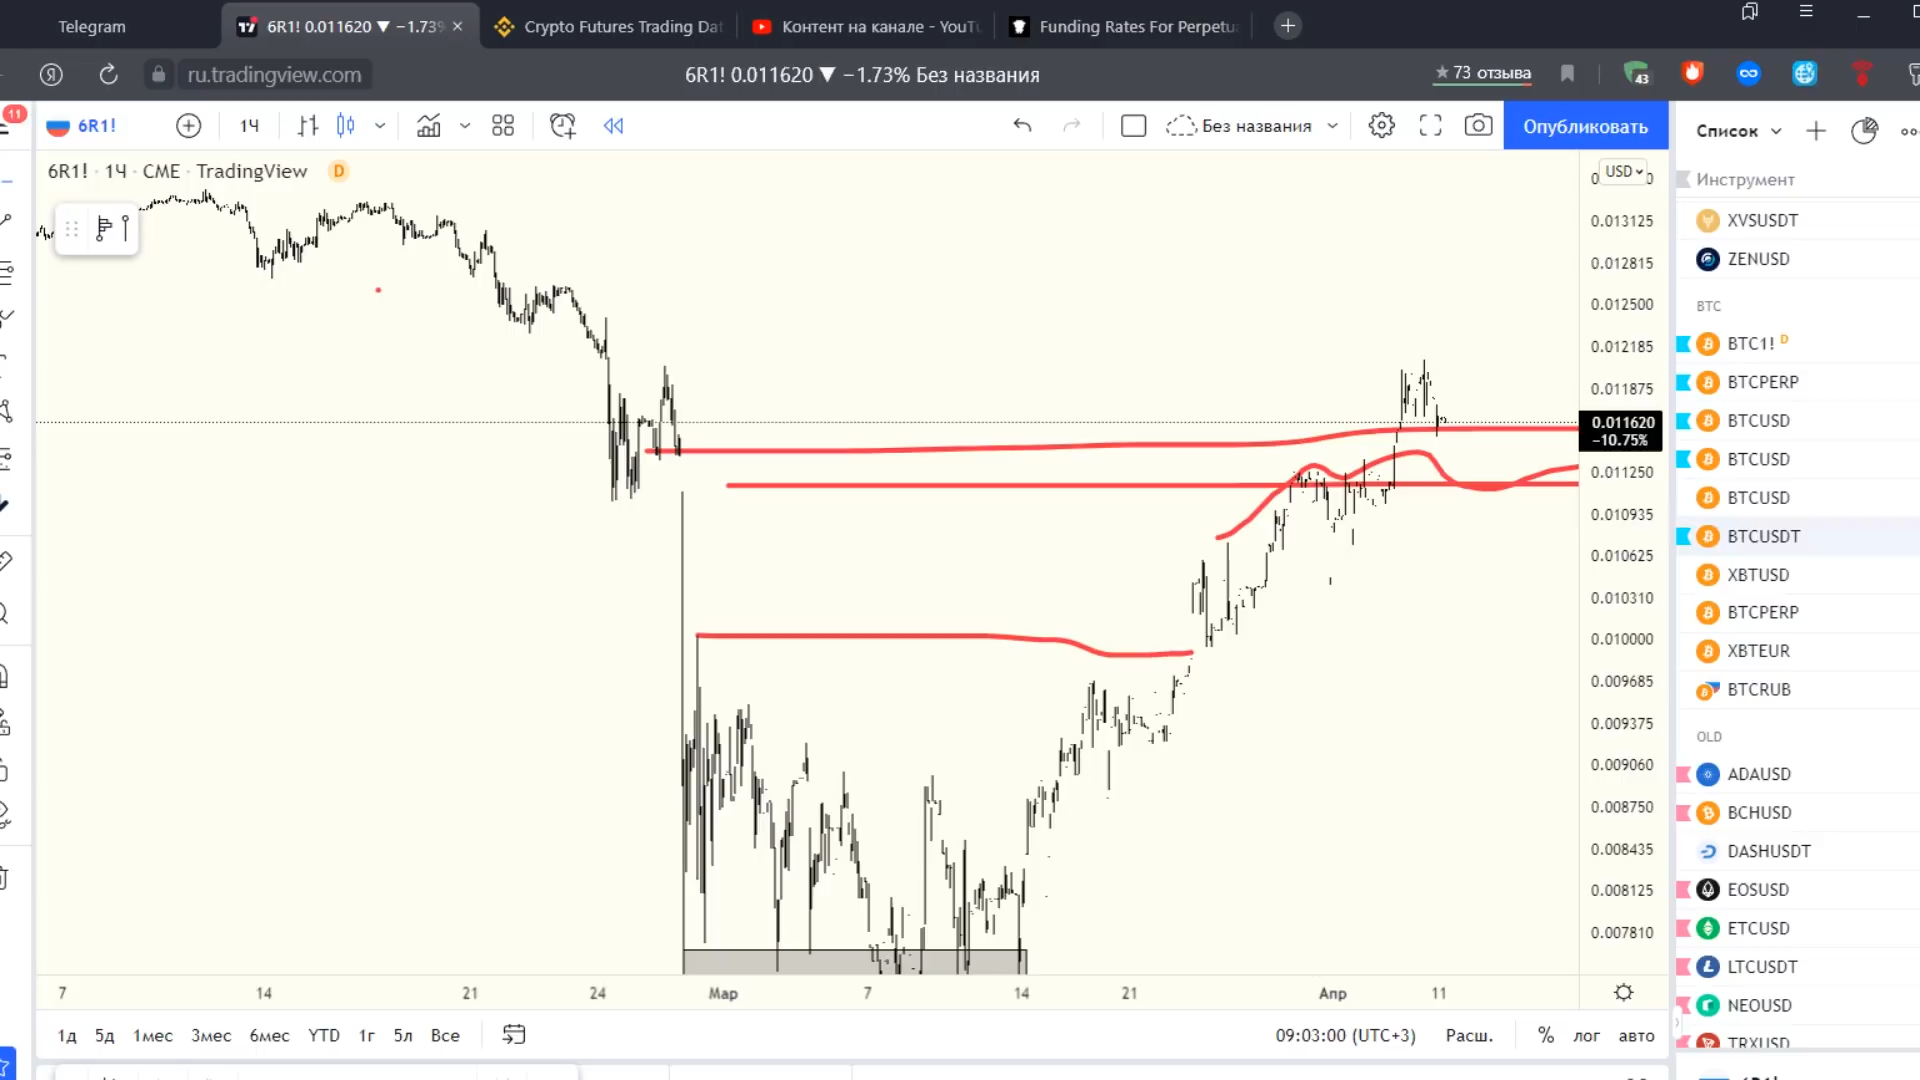 Telegram
6R1! 0.011620 ▼ −1.73%
Crypto Futures Trading Dat
Контент на канале - YouTu
Funding Rates For Perpetua
ru.tradingview.com
6R1! 0.011620 ▼ −1.73% Без названия
★ 73 отзыва
43
11
6R1!
1Ч
Без названия
Опубликовать
Список
6R1! · 1Ч · CME · TradingView D
USD
Инструмент
XVSUSDT
ZENUSD
BTC
BTC1! D
BTCPERP
BTCUSD
BTCUSD
BTCUSD
BTCUSDT
XBTUSD
BTCPERP
XBTEUR
BTCRUB
OLD
ADAUSD
BCHUSD
DASHUSDT
EOSUSD
ETCUSD
LTCUSDT
NEOUSD
TRXUSD
6R1!
0.013125
0.012815
0.012500
0.012185
0.011875
0.011620
−10.75%
0.011250
0.010935
0.010625
0.010310
0.010000
0.009685
0.009375
0.009060
0.008750
0.008435
0.008125
0.007810
7 14 21 24 Мар 7 14 21 Апр 11
1д 5д 1мес 3мес 6мес YTD 1г 5л Все
09:03:00 (UTC+3) Расш. % лог авто